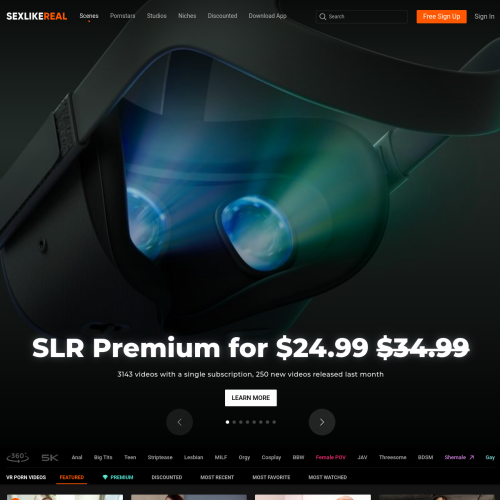 SEXLIKEREAL Scenes Pornstars Studios Niches Discounted Download App Search Free Sign Up Sign In
SLR Premium for $24.99 $34.99
3143 videos with a single subscription, 250 new videos released last month
LEARN MORE
360° 5K Anal Big Tits Teen Striptease Lesbian MILF Orgy Cosplay BBW Female POV JAV Threesome BDSM Shemale Gay
VR PORN VIDEOS FEATURED PREMIUM DISCOUNTED MOST RECENT MOST FAVORITE MOST WATCHED